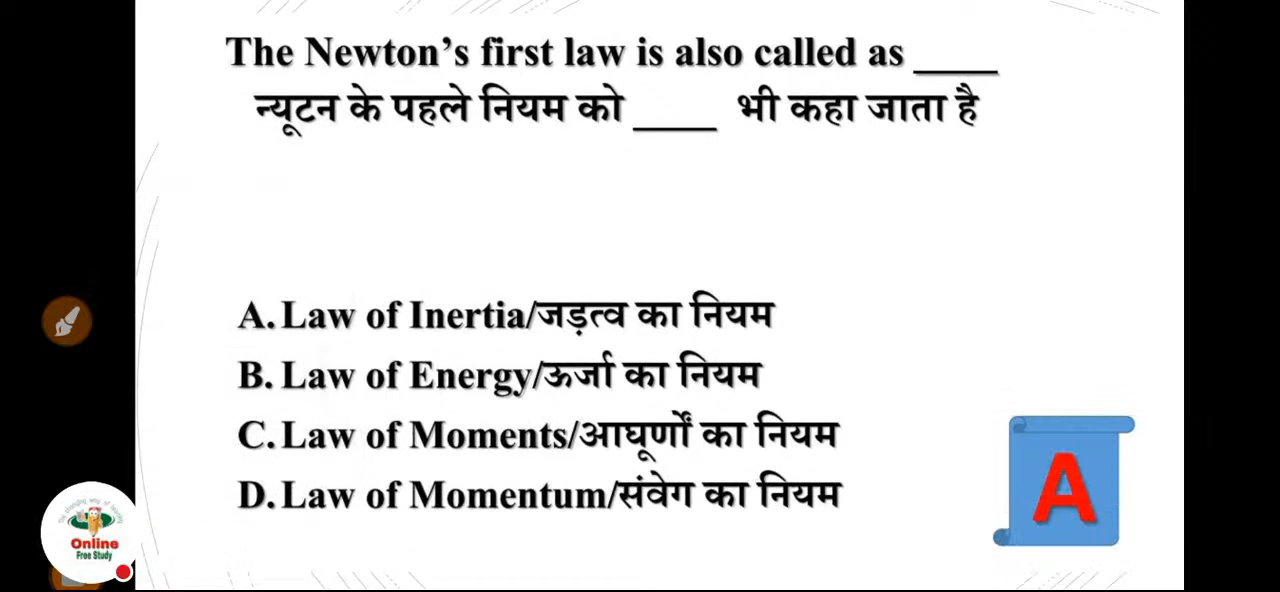 The Newton's first law is also called as ____
न्यूटन के पहले नियम को ____ भी कहा जाता है
A. Law of Inertia/जड़त्व का नियम
B. Law of Energy/ऊर्जा का नियम
C. Law of Moments/आघूर्णों का नियम
D. Law of Momentum/संवेग का नियम
A
Online
Free Study